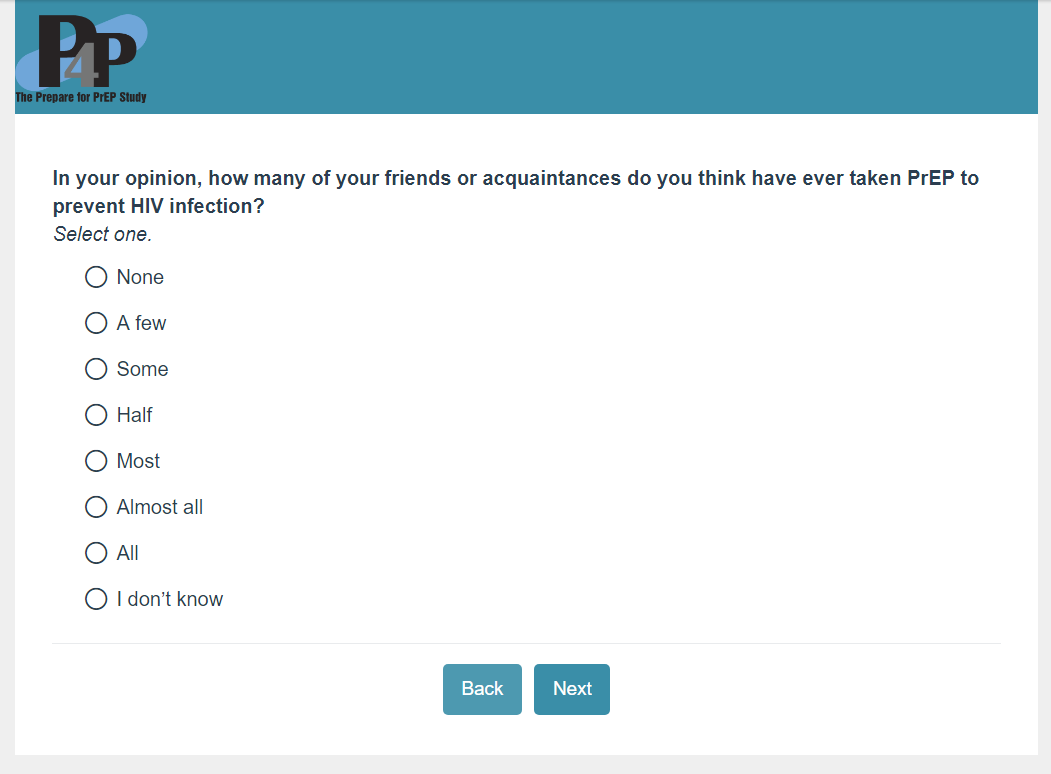 P4P
The Prepare for PrEP Study
In your opinion, how many of your friends or acquaintances do you think have ever taken PrEP to
prevent HIV infection?
Select one.
None
A few
Some
Half
Most
Almost all
All
I don’t know
Back Next